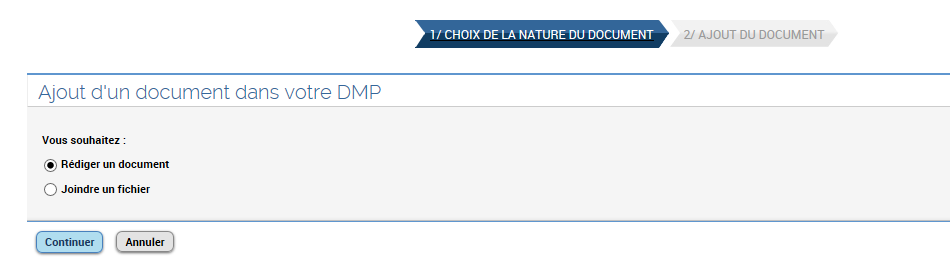 1/ CHOIX DE LA NATURE DU DOCUMENT 2/ AJOUT DU DOCUMENT
Ajout d'un document dans votre DMP
Vous souhaitez :
Rédiger un document
Joindre un fichier
Continuer Annuler